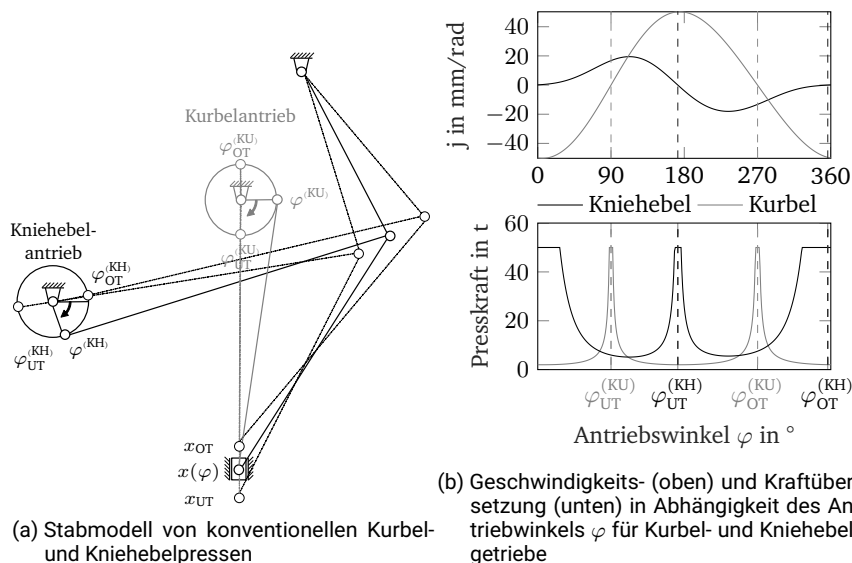 Kurbelantrieb
φ_OT^(KU)
φ^(KU)
φ_UT^(KU)
Kniehebel-
antrieb
φ_OT^(KH)
φ_UT^(KH)
φ^(KH)
x_OT
x(φ)
x_UT
(a) Stabmodell von konventionellen Kurbel-
und Kniehebelpressen
j in mm/rad
40
20
0
−20
−40
0 90 180 270 360
Kniehebel Kurbel
Presskraft in t
60
40
20
0
φ_UT^(KU) φ_UT^(KH) φ_OT^(KU) φ_OT^(KH)
Antriebswinkel φ in °
(b) Geschwindigkeits- (oben) und Kraftüber
setzung (unten) in Abhängigkeit des An
triebwinkels φ für Kurbel- und Kniehebel
getriebe